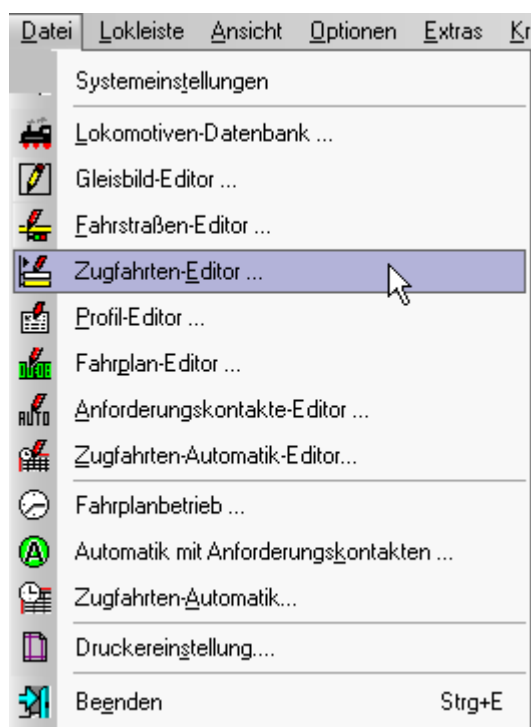 Datei Lokleiste Ansicht Optionen Extras Kr
Systemeinstellungen
Lokomotiven-Datenbank ...
Gleisbild-Editor ...
Fahrstraßen-Editor ...
Zugfahrten-Editor ...
Profil-Editor ...
Fahrplan-Editor ...
AUTO Anforderungskontakte-Editor ...
Zugfahrten-Automatik-Editor...
Fahrplanbetrieb ...
A Automatik mit Anforderungskontakten ...
Zugfahrten-Automatik...
Druckereinstellung....
Beenden Strg+E